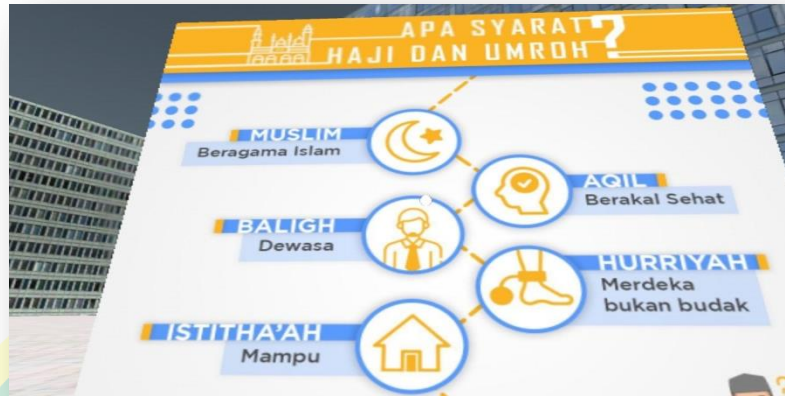 APA SYARAT
HAJI DAN UMROH?
MUSLIM
Beragama Islam
AQIL
Berakal Sehat
BALIGH
Dewasa
HURRIYAH
Merdeka
bukan budak
ISTITHA'AH
Mampu